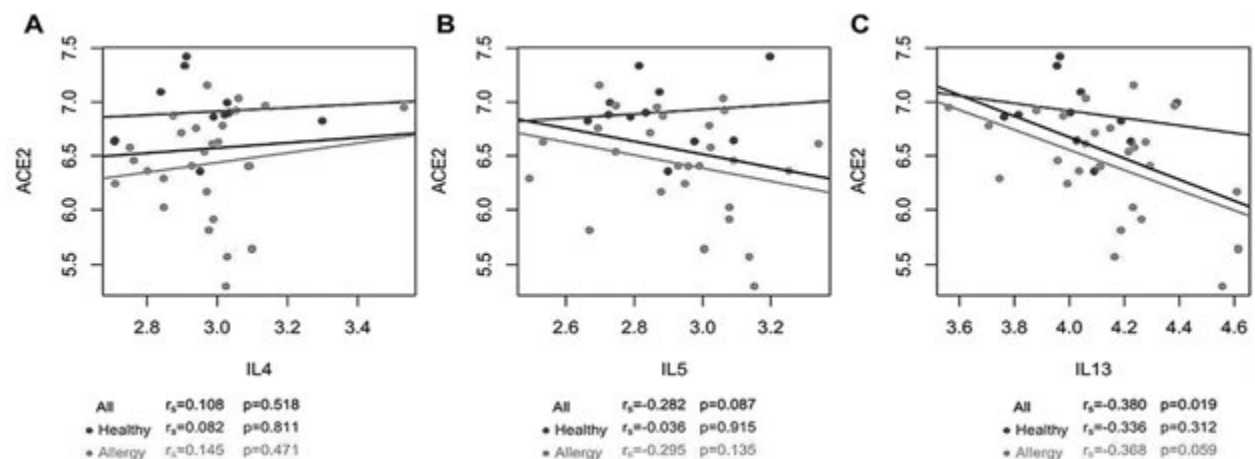 A
B
C
7.5
7.0
6.5
6.0
5.5
ACE2
2.8 3.0 3.2 3.4
IL4
7.5
7.0
6.5
6.0
5.5
ACE2
2.6 2.8 3.0 3.2
IL5
7.5
7.0
6.5
6.0
5.5
ACE2
3.6 3.8 4.0 4.2 4.4 4.6
IL13
All rs=0.108 p=0.518
Healthy rs=0.082 p=0.811
Allergy rs=0.145 p=0.471
All rs=-0.282 p=0.087
Healthy rs=-0.036 p=0.915
Allergy rs=-0.295 p=0.135
All rs=-0.380 p=0.019
Healthy rs=-0.336 p=0.312
Allergy rs=-0.368 p=0.059